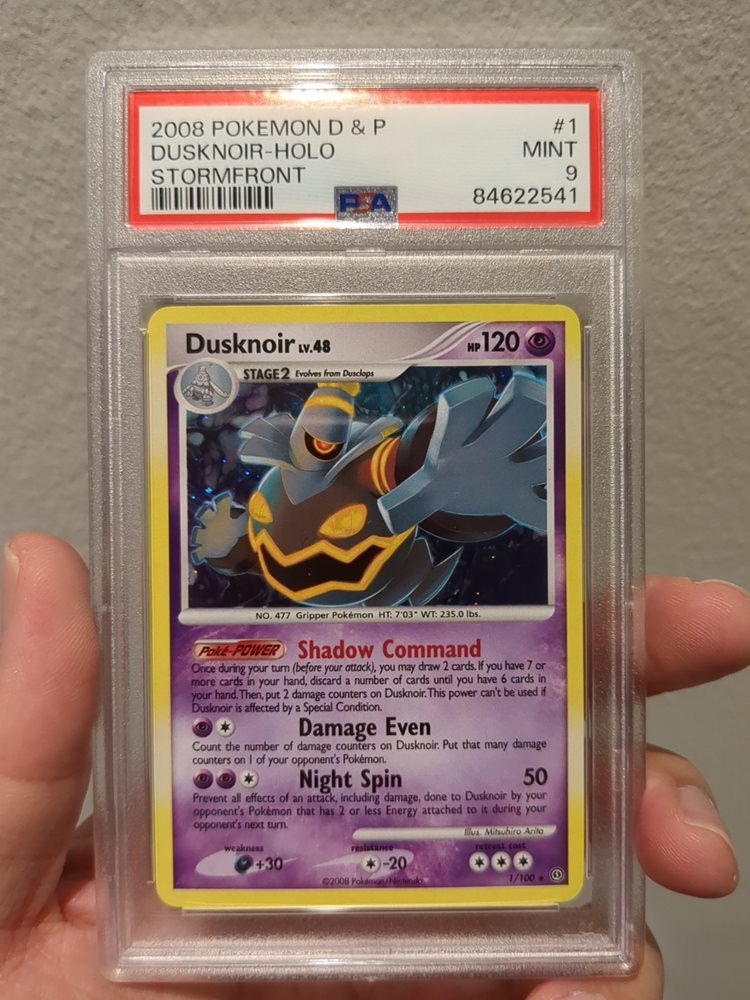 2008 POKEMON D & P #1
DUSKNOIR-HOLO MINT
STORMFRONT 9
PSA 84622541
Dusknoir LV.48 HP 120
STAGE2 Evolves from Dusclops
NO. 477 Gripper Pokémon HT: 7'03" WT: 235.0 lbs.
Poké-POWER Shadow Command
Once during your turn (before your attack), you may draw 2 cards. If you have 7 or
more cards in your hand, discard a number of cards until you have 6 cards in
your hand. Then, put 2 damage counters on Dusknoir. This power can't be used if
Dusknoir is affected by a Special Condition.
Damage Even
Count the number of damage counters on Dusknoir. Put that many damage
counters on 1 of your opponent's Pokémon.
Night Spin 50
Prevent all effects of an attack, including damage, done to Dusknoir by your
opponent's Pokémon that has 2 or less Energy attached to it during your
opponent's next turn.
Illus. Mitsuhiro Arita
weakness resistance retreat cost
+30 -20
©2008 Pokémon/Nintendo 1/100